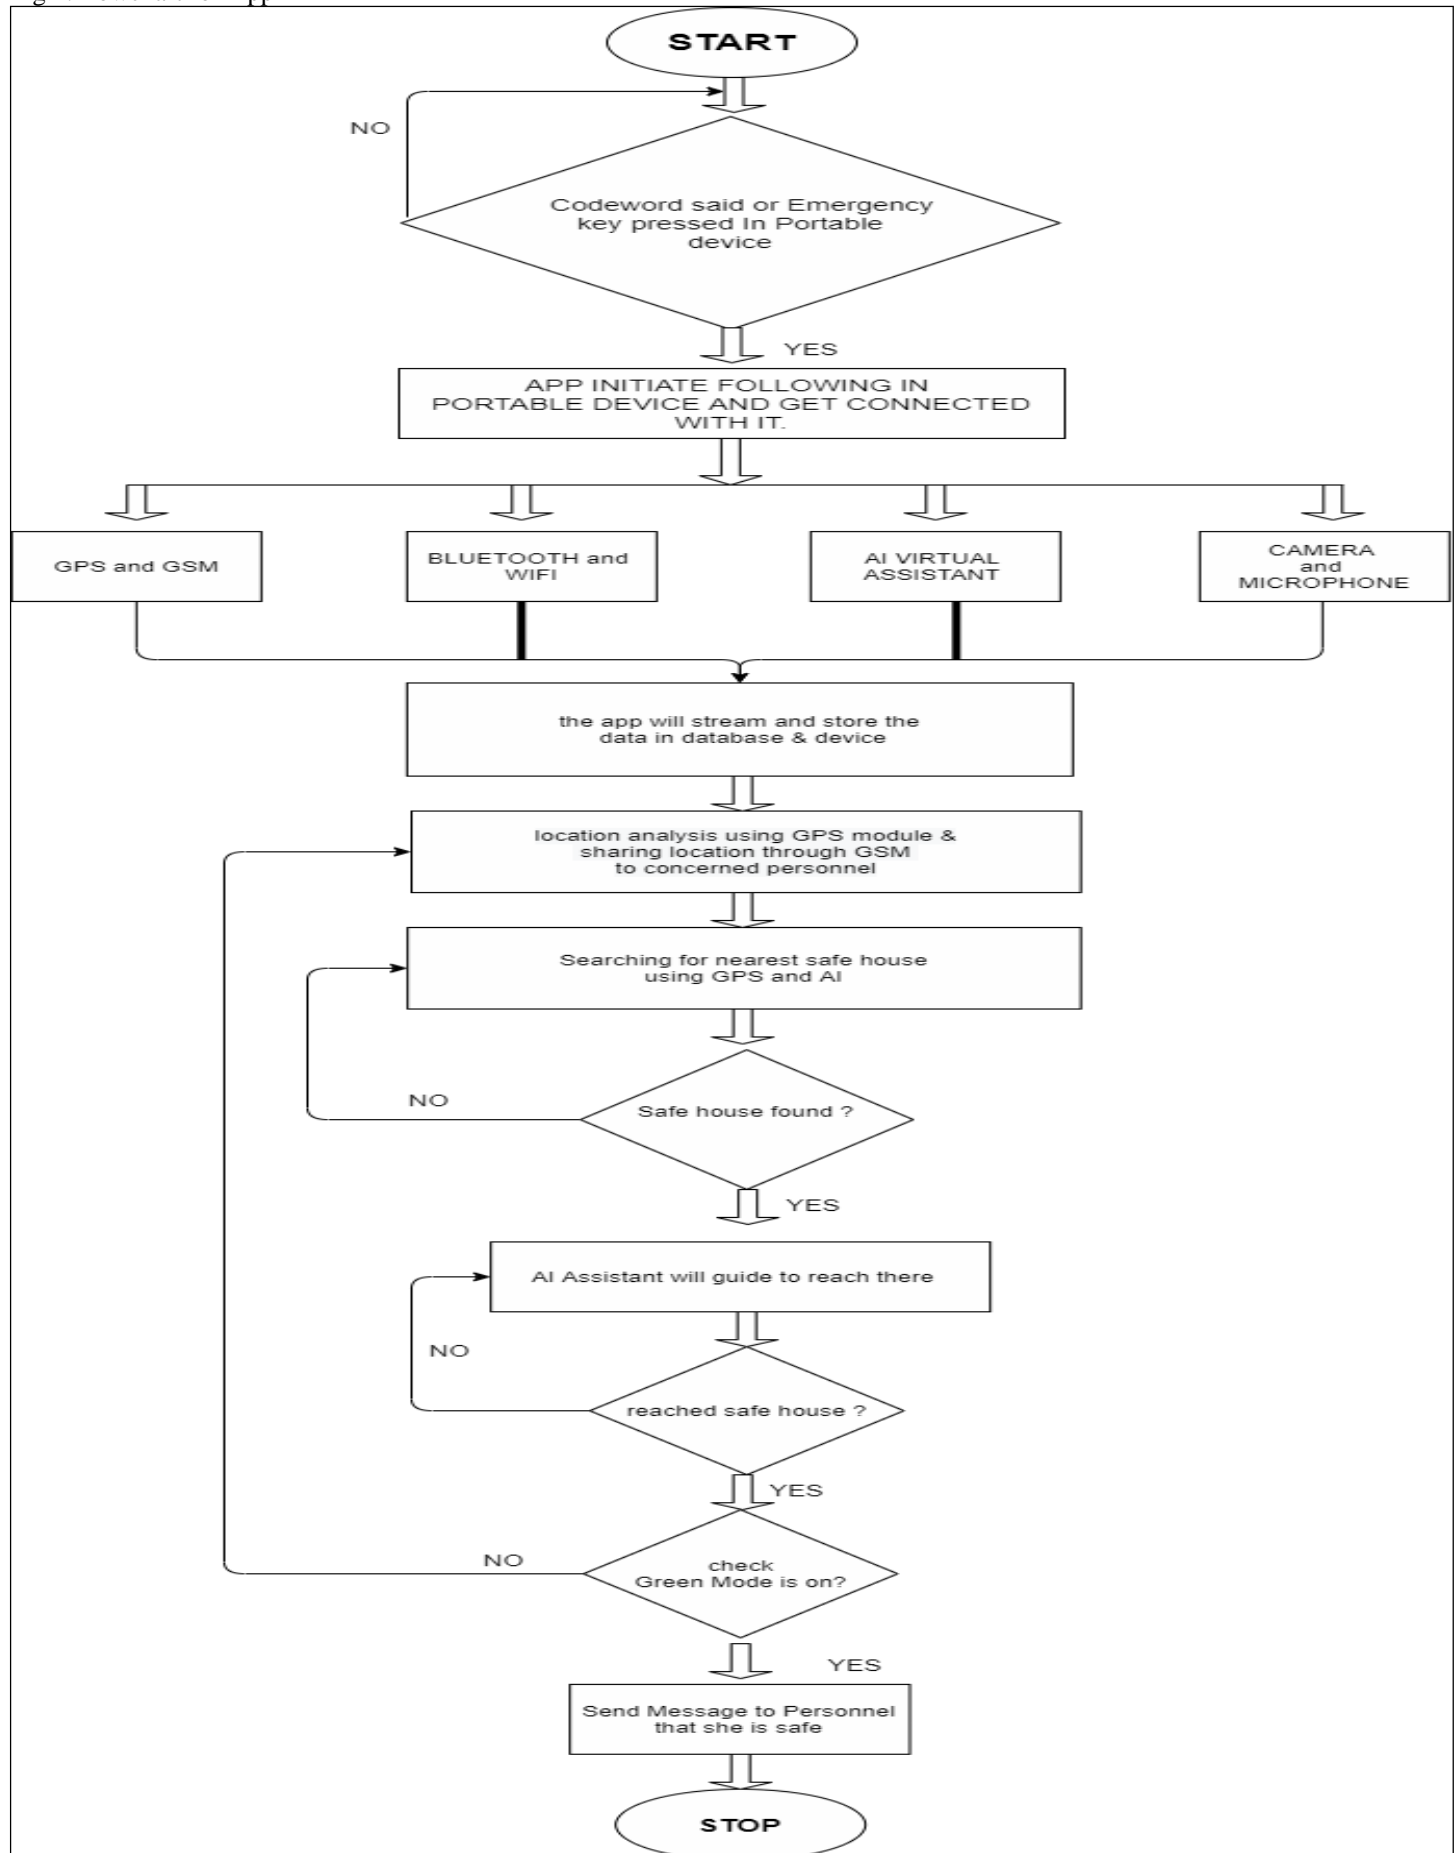 START
NO
Codeword said or Emergency
key pressed In Portable
device
YES
APP INITIATE FOLLOWING IN
PORTABLE DEVICE AND GET CONNECTED
WITH IT.
GPS and GSM
BLUETOOTH and
WIFI
AI VIRTUAL
ASSISTANT
CAMERA
and
MICROPHONE
the app will stream and store the
data in database & device
location analysis using GPS module &
sharing location through GSM
to concerned personnel
Searching for nearest safe house
using GPS and AI
NO
Safe house found ?
YES
AI Assistant will guide to reach there
NO
reached safe house ?
YES
NO
check
Green Mode is on?
YES
Send Message to Personnel
that she is safe
STOP